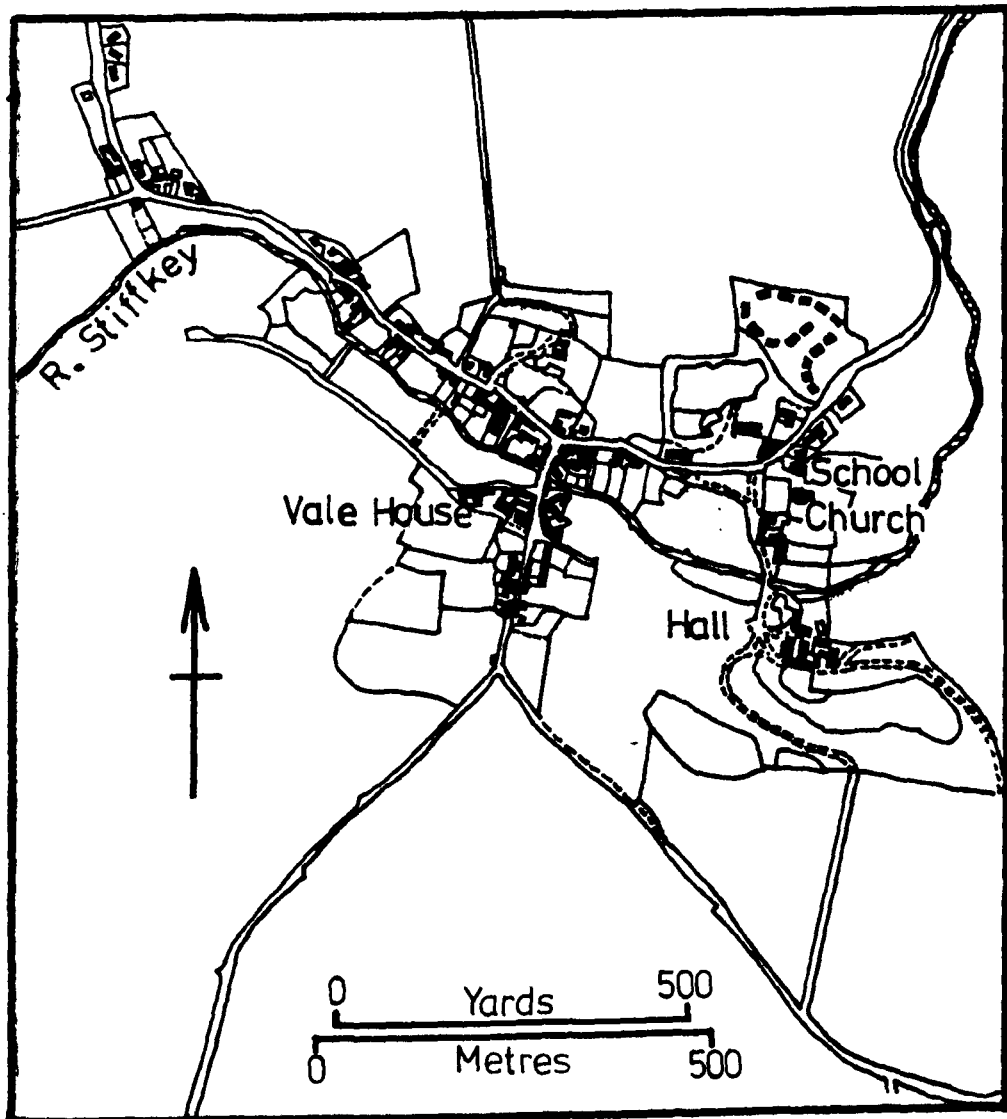 R. Stiffkey
School
Vale House
Church
Hall
0 500
Yards
Metres
0 500